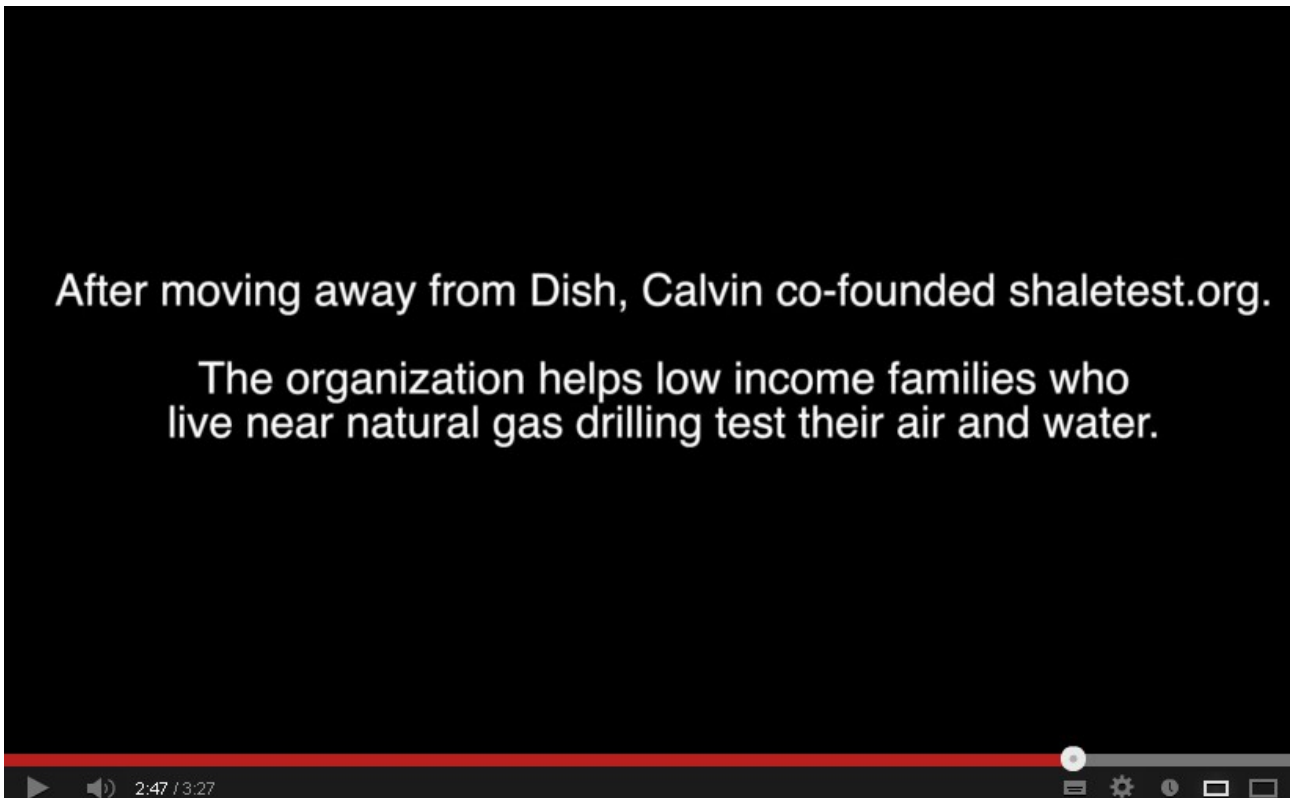 After moving away from Dish, Calvin co-founded shaletest.org.
The organization helps low income families who
live near natural gas drilling test their air and water.
2:47 / 3:27